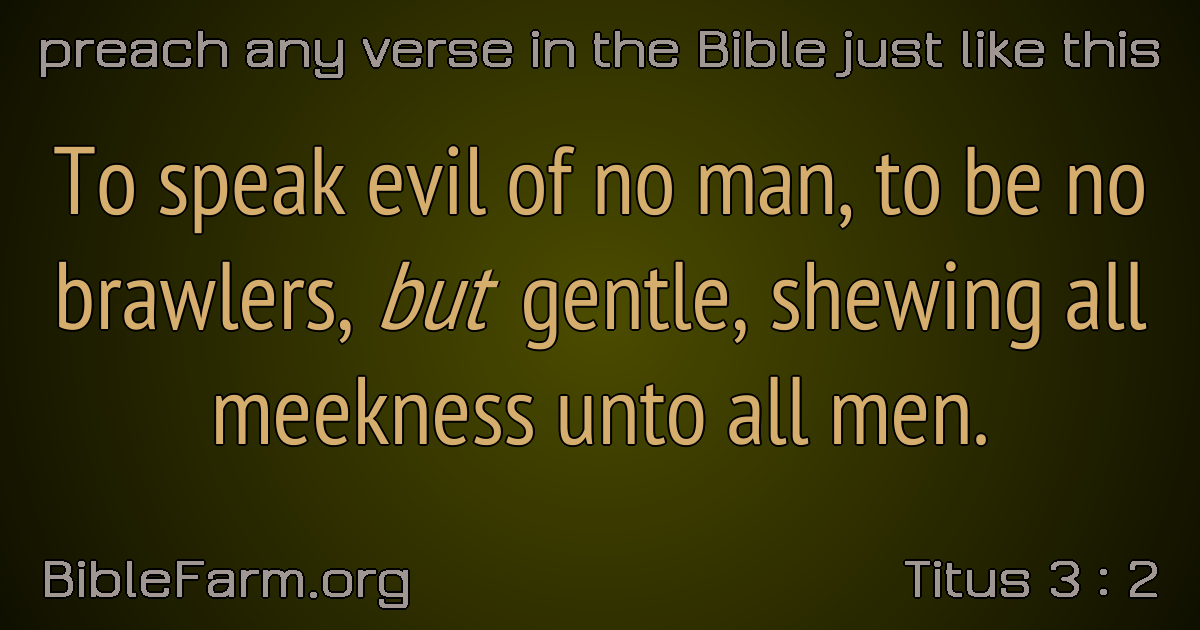 preach any verse in the Bible just like this
To speak evil of no man, to be no
brawlers, but gentle, shewing all
meekness unto all men.
BibleFarm.org
Titus 3 : 2